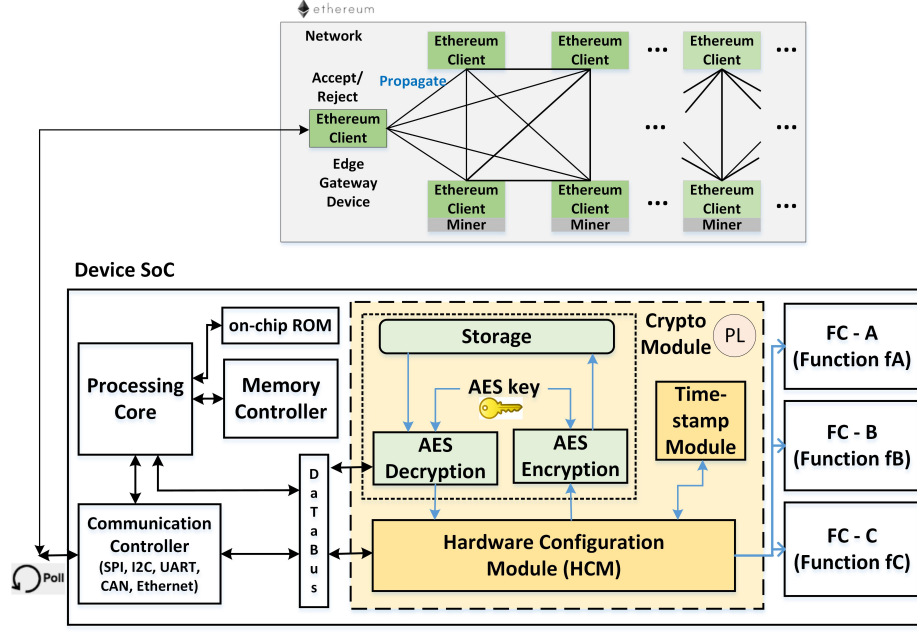 ethereum
Network
Ethereum
Client
Ethereum
Client
Ethereum
Client
Accept/
Reject
Propagate
Ethereum
Client
Edge
Gateway
Device
Ethereum
Client
Miner
Ethereum
Client
Miner
Ethereum
Client
Miner
Device SoC
on-chip ROM
Processing
Core
Memory
Controller
Communication
Controller
(SPI, I2C, UART,
CAN, Ethernet)
Poll
D
a
T
a
B
u
s
Storage
Crypto
Module
PL
AES key
AES
Decryption
AES
Encryption
Time-
stamp
Module
Hardware Configuration
Module (HCM)
FC - A
(Function fA)
FC - B
(Function fB)
FC - C
(Function fC)